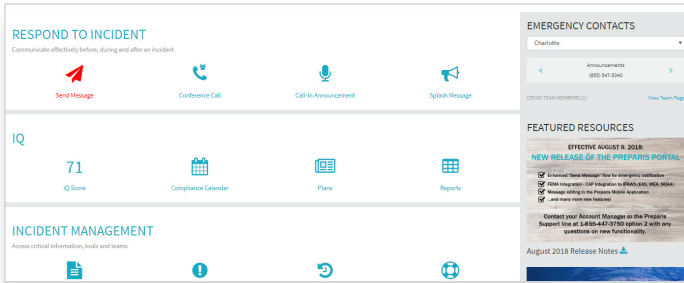 RESPOND TO INCIDENT
Communicate effectively before, during and after an incident
Send Message
Conference Call
Call-In Announcement
Splash Message
IQ
71
IQ Score
Compliance Calendar
Plans
Reports
INCIDENT MANAGEMENT
Access critical information, tools and teams
EMERGENCY CONTACTS
Charlotte
Announcements
(855) 547-5340
CRISIS TEAM MEMBERS (1)
View Team Page
FEATURED RESOURCES
EFFECTIVE AUGUST 9, 2018:
NEW RELEASE OF THE PREPARIS PORTAL
Enhanced "Send Message" flow for emergency notification
FEMA Integration - CAP Integration to IPAWS (EAS, WEA, NOAA)
Message editing in the Preparis Mobile Application
...and many more new features!
Contact your Account Manager or the Preparis
Support line at 1-855-447-3750 option 2 with any
questions on new functionality.
August 2018 Release Notes